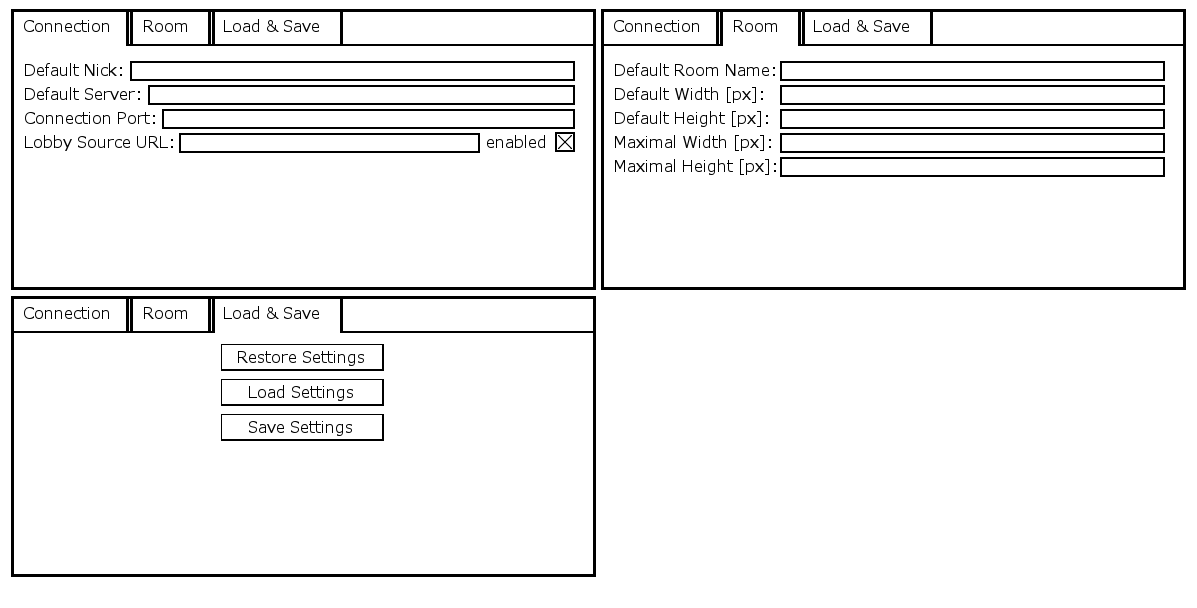 Connection Room Load & Save
Default Nick:
Default Server:
Connection Port:
Lobby Source URL: enabled
Connection Room Load & Save
Default Room Name:
Default Width [px]:
Default Height [px]:
Maximal Width [px]:
Maximal Height [px]:
Connection Room Load & Save
Restore Settings
Load Settings
Save Settings